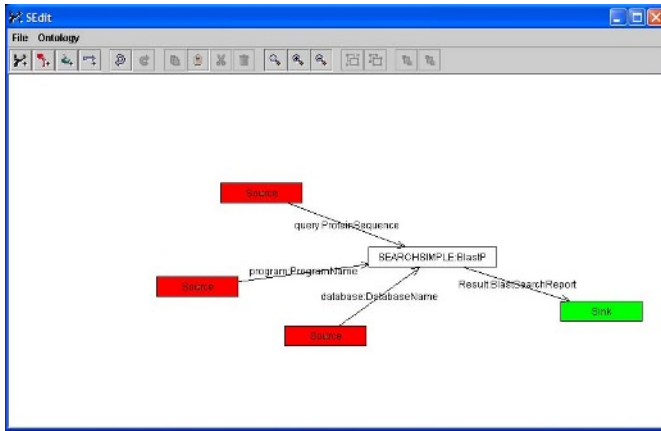 SEdit
File Ontology
Source
query:ProteinSequence
SEARCHSIMPLE:BlastP
program:ProgramName
Result:BlastSearchReport
Source
database:DatabaseName
Sink
Source